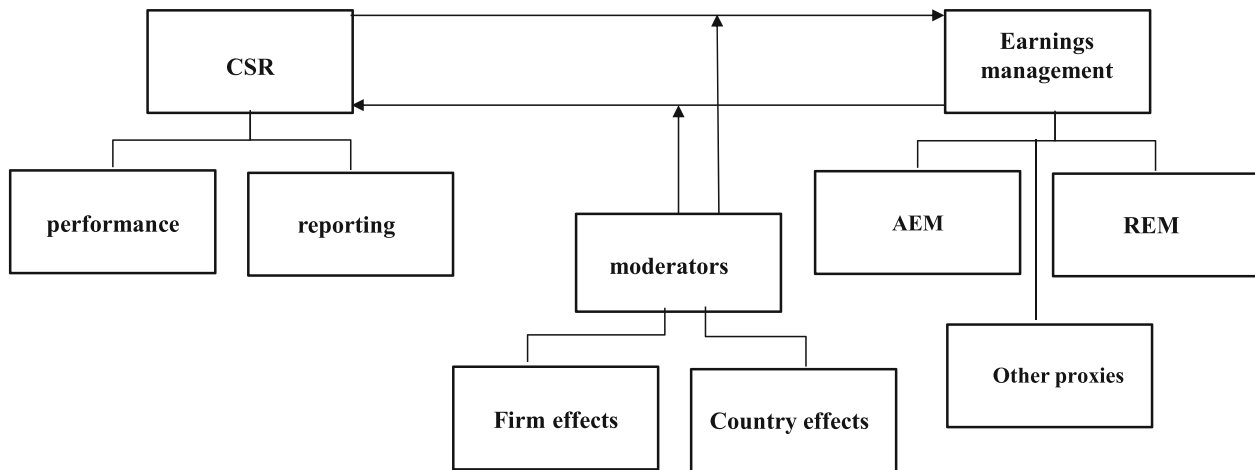 CSR
Earnings
management
performance
reporting
moderators
AEM
REM
Other proxies
Firm effects
Country effects